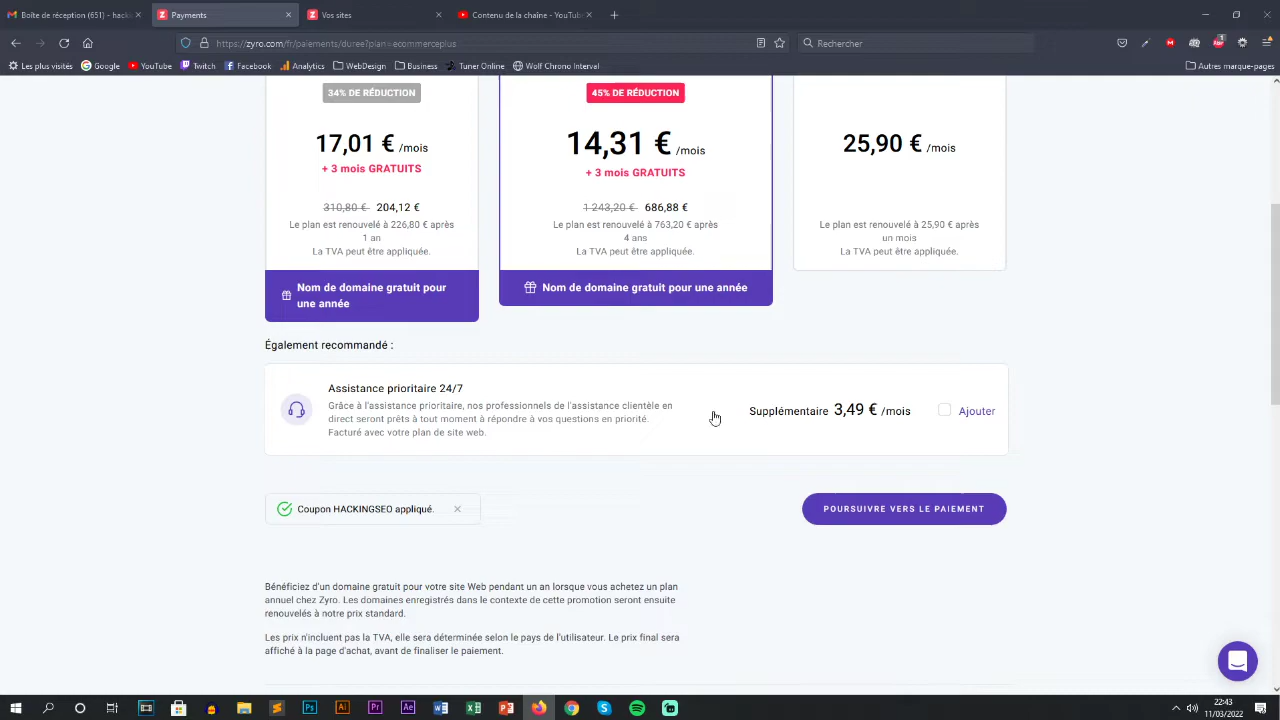 Boîte de réception (651) - hack
Payments
Vos sites
Contenu de la chaîne - YouTube
https://zyro.com/fr/paiements/duree?plan=ecommerceplus
Rechercher
Les plus visités
Google
YouTube
Twitch
Facebook
Analytics
WebDesign
Business
Tuner Online
Wolf Chrono Interval
Autres marque-pages
34% DE RÉDUCTION
45% DE RÉDUCTION
17,01 € /mois
14,31 € /mois
25,90 € /mois
+ 3 mois GRATUITS
+ 3 mois GRATUITS
310,80 € 204,12 €
1 243,20 € 686,88 €
Le plan est renouvelé à 226,80 € après
1 an
La TVA peut être appliquée.
Le plan est renouvelé à 763,20 € après
4 ans
La TVA peut être appliquée.
Le plan est renouvelé à 25,90 € après
un mois
La TVA peut être appliquée.
Nom de domaine gratuit pour
une année
Nom de domaine gratuit pour une année
Également recommandé :
Assistance prioritaire 24/7
Grâce à l'assistance prioritaire, nos professionnels de l'assistance clientèle en
direct seront prêts à tout moment à répondre à vos questions en priorité.
Facturé avec votre plan de site web.
Supplémentaire 3,49 € /mois
Ajouter
Coupon HACKINGSEO appliqué.
POURSUIVRE VERS LE PAIEMENT
Bénéficiez d'un domaine gratuit pour votre site Web pendant un an lorsque vous achetez un plan
annuel chez Zyro. Les domaines enregistrés dans le contexte de cette promotion seront ensuite
renouvelés à notre prix standard.
Les prix n'incluent pas la TVA, elle sera déterminée selon le pays de l'utilisateur. Le prix final sera
affiché à la page d'achat, avant de finaliser le paiement.
22:43
11/03/2022